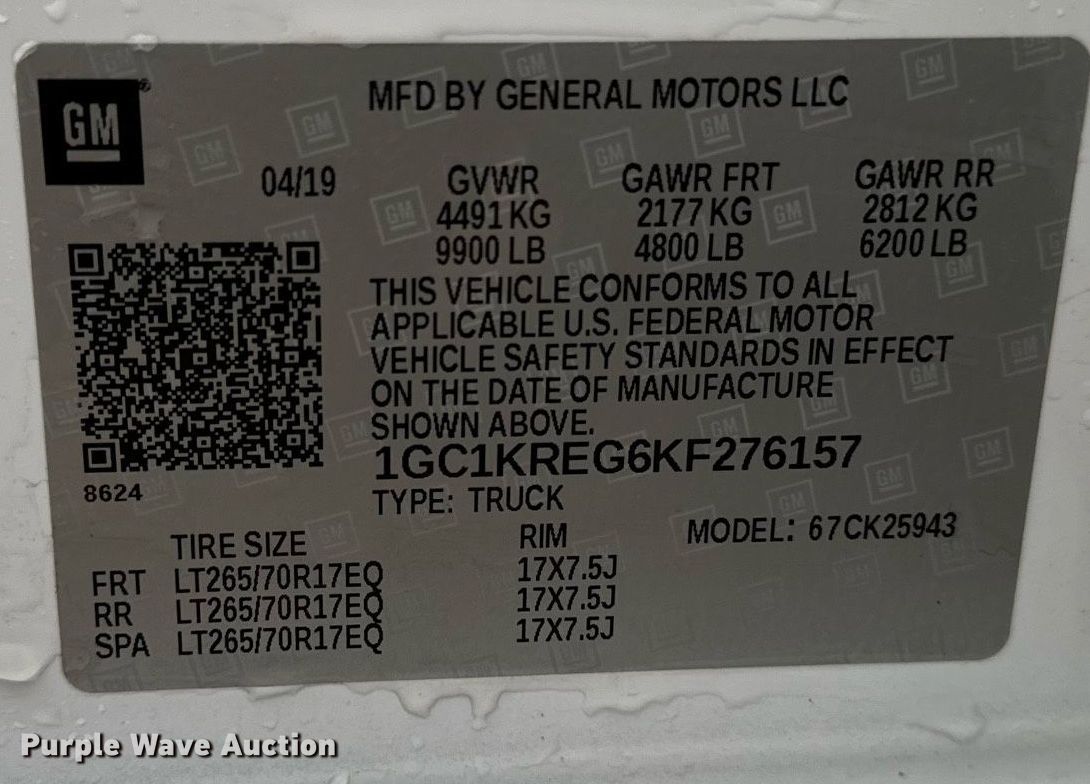 GM
MFD BY GENERAL MOTORS LLC
04/19 GVWR GAWR FRT GAWR RR
4491 KG 2177 KG 2812 KG
9900 LB 4800 LB 6200 LB
THIS VEHICLE CONFORMS TO ALL
APPLICABLE U.S. FEDERAL MOTOR
VEHICLE SAFETY STANDARDS IN EFFECT
ON THE DATE OF MANUFACTURE
SHOWN ABOVE.
1GC1KREG6KF276157
8624
TYPE: TRUCK
MODEL: 67CK25943
TIRE SIZE RIM
FRT LT265/70R17EQ 17X7.5J
RR LT265/70R17EQ 17X7.5J
SPA LT265/70R17EQ 17X7.5J
Purple Wave Auction